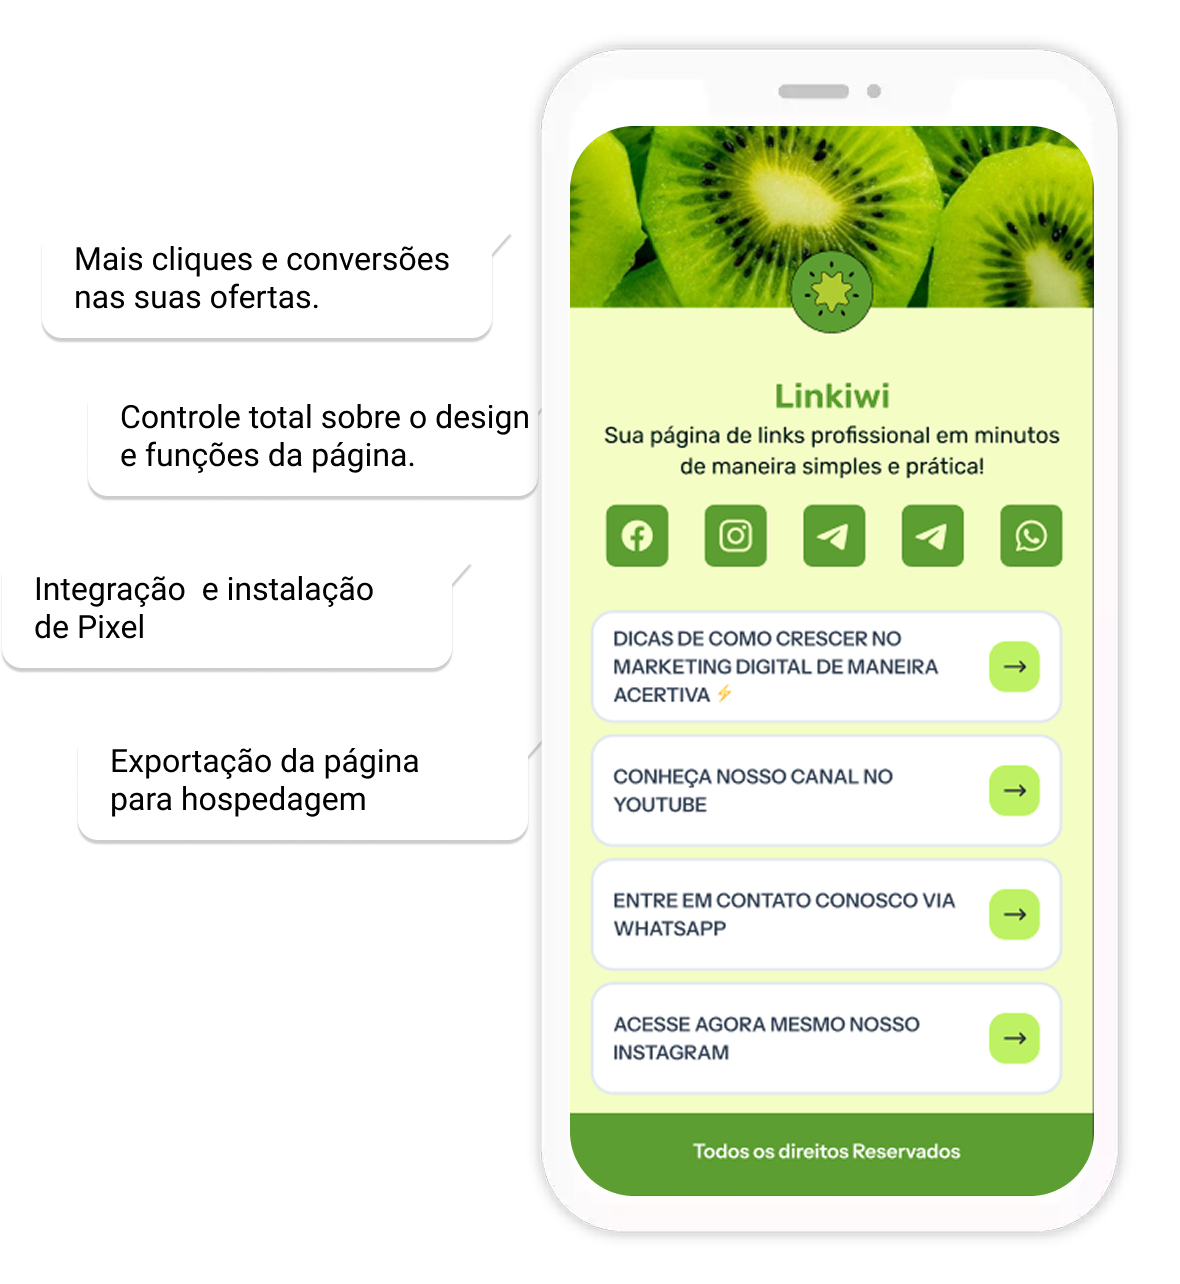 Mais cliques e conversões
nas suas ofertas.
Controle total sobre o design
e funções da página.
Integração  e instalação
de Pixel
Exportação da página
para hospedagem
Linkiwi
Sua página de links profissional em minutos
de maneira simples e prática!
DICAS DE COMO CRESCER NO
MARKETING DIGITAL DE MANEIRA
ACERTIVA ⚡
CONHEÇA NOSSO CANAL NO
YOUTUBE
ENTRE EM CONTATO CONOSCO VIA
WHATSAPP
ACESSE AGORA MESMO NOSSO
INSTAGRAM
Todos os direitos Reservados